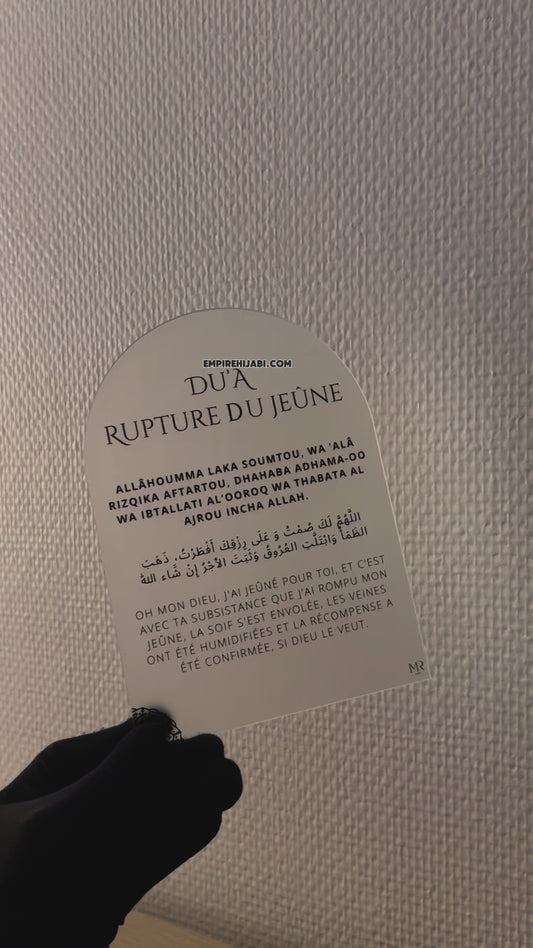 EMPIREHIJABI.COM
DU'A
RUPTURE DU JEÛNE
ALLÂHOUMMA LAKA SOUMTOU, WA 'ALÂ
RIZQIKA AFTARTOU, DHAHABA ADHAMA-OO
WA IBTALLATI AL'OOROQ WA THABATA AL
AJROU INCHA ALLAH.
اللَّهُمَّ لَكَ صُمْتُ وَ عَلَى رِزْقِكَ أَفْطَرْتُ، ذَهَبَ
الظَّمَأُ وَابْتَلَّتِ العُرُوقُ وَثَبَتَ الأَجْرُ إِنْ شَاء اللهُ
OH MON DIEU, J'AI JEÛNÉ POUR TOI, ET C'EST
AVEC TA SUBSISTANCE QUE J'AI ROMPU MON
JEÛNE, LA SOIF S'EST ENVOLÉE, LES VEINES
ONT ÉTÉ HUMIDIFIÉES ET LA RÉCOMPENSE A
ÉTÉ CONFIRMÉE, SI DIEU LE VEUT.
MR